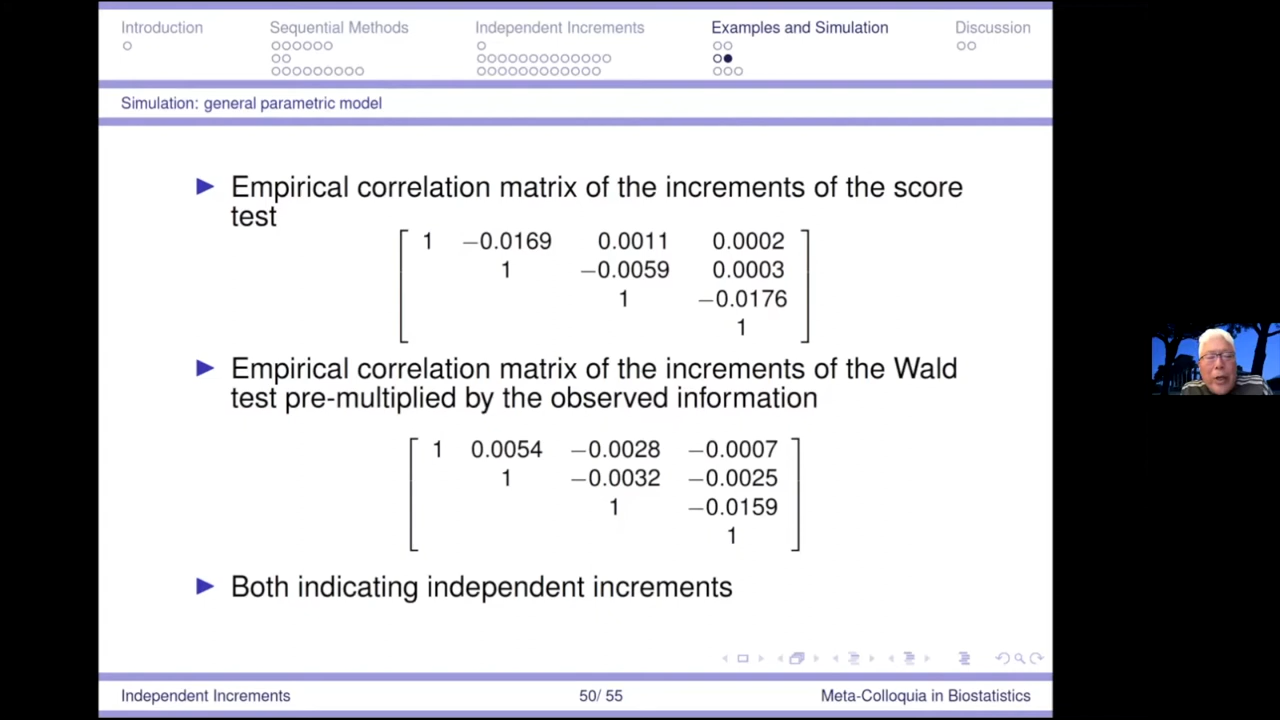 Introduction Sequential Methods Independent Increments Examples and Simulation Discussion
Simulation: general parametric model
Empirical correlation matrix of the increments of the score
test
1 −0.0169 0.0011 0.0002
1 −0.0059 0.0003
1 −0.0176
1
Empirical correlation matrix of the increments of the Wald
test pre-multiplied by the observed information
1 0.0054 −0.0028 −0.0007
1 −0.0032 −0.0025
1 −0.0159
1
Both indicating independent increments
Independent Increments 50/ 55 Meta-Colloquia in Biostatistics